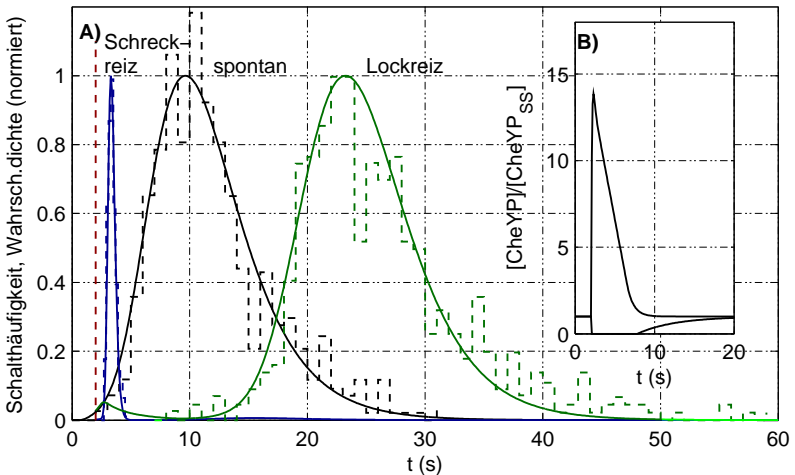 A)
Schreck–
reiz
spontan
Lockreiz
B)
Schalthäufigkeit, Wahrsch.dichte (normiert)
1
0.8
0.6
0.4
0.2
0
0 10 20 30 40 50 60
t (s)
[CheYP]/[CheYP_SS]
15
10
5
0
0 10 20
t (s)